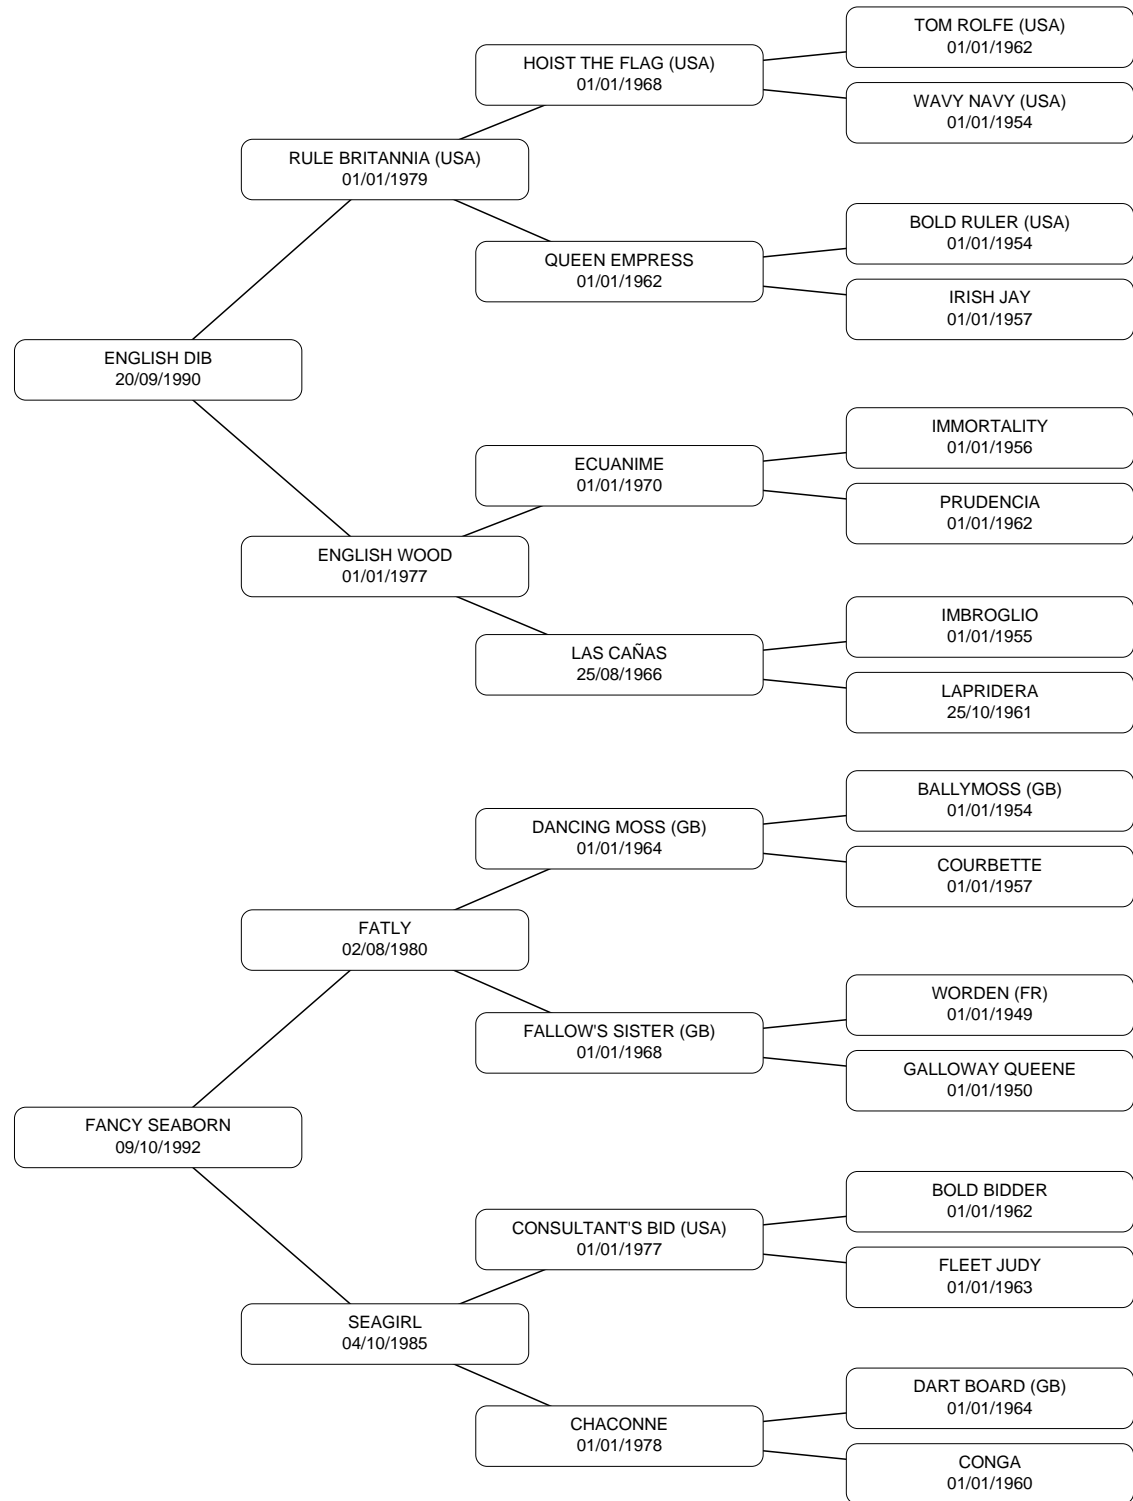 TOM ROLFE (USA)
01/01/1962
HOIST THE FLAG (USA)
01/01/1968
WAVY NAVY (USA)
01/01/1954
RULE BRITANNIA (USA)
01/01/1979
BOLD RULER (USA)
01/01/1954
QUEEN EMPRESS
01/01/1962
IRISH JAY
01/01/1957
ENGLISH DIB
20/09/1990
IMMORTALITY
01/01/1956
ECUANIME
01/01/1970
PRUDENCIA
01/01/1962
ENGLISH WOOD
01/01/1977
IMBROGLIO
01/01/1955
LAS CAÑAS
25/08/1966
LAPRIDERA
25/10/1961
BALLYMOSS (GB)
01/01/1954
DANCING MOSS (GB)
01/01/1964
COURBETTE
01/01/1957
FATLY
02/08/1980
WORDEN (FR)
01/01/1949
FALLOW'S SISTER (GB)
01/01/1968
GALLOWAY QUEENE
01/01/1950
FANCY SEABORN
09/10/1992
BOLD BIDDER
01/01/1962
CONSULTANT'S BID (USA)
01/01/1977
FLEET JUDY
01/01/1963
SEAGIRL
04/10/1985
DART BOARD (GB)
01/01/1964
CHACONNE
01/01/1978
CONGA
01/01/1960